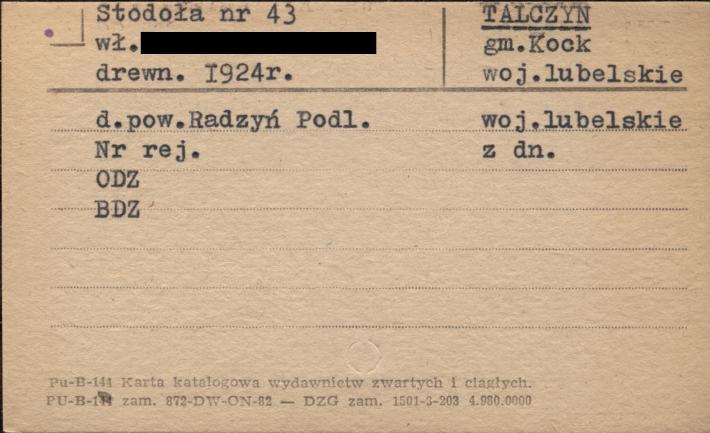 Stodoła nr 43
wł.
drewn. 1924r.
TALCZYN
gm.Kock
woj.lubelskie
d.pow.Radzyń Podl. woj.lubelskie
Nr rej. z dn.
ODZ
BDZ
Pu-B-141 Karta katalogowa wydawnictw zwartych i ciągłych.
PU-B-141 zam. 872-DW-ON-82 — DZG zam. 1501-3-203 4.980.0000